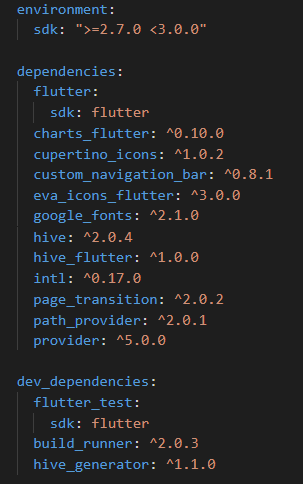 environment:
sdk: ">=2.7.0 <3.0.0"
dependencies:
flutter:
sdk: flutter
charts_flutter: ^0.10.0
cupertino_icons: ^1.0.2
custom_navigation_bar: ^0.8.1
eva_icons_flutter: ^3.0.0
google_fonts: ^2.1.0
hive: ^2.0.4
hive_flutter: ^1.0.0
intl: ^0.17.0
page_transition: ^2.0.2
path_provider: ^2.0.1
provider: ^5.0.0
dev_dependencies:
flutter_test:
sdk: flutter
build_runner: ^2.0.3
hive_generator: ^1.1.0